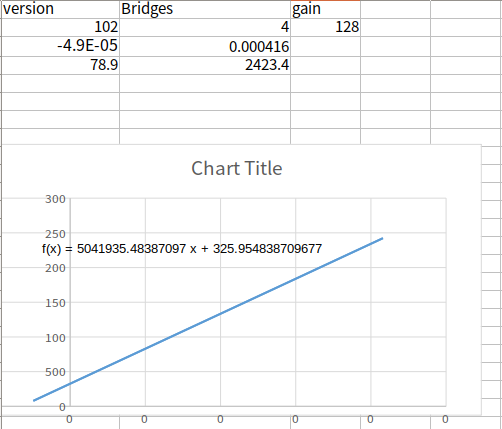 version Bridges gain
102 4 128
-4.9E-05 0.000416
78.9 2423.4
Chart Title
300
250
f(x) = 5041935.48387097 x + 325.954838709677
200
150
100
500
0
0 0 0 0 0 0